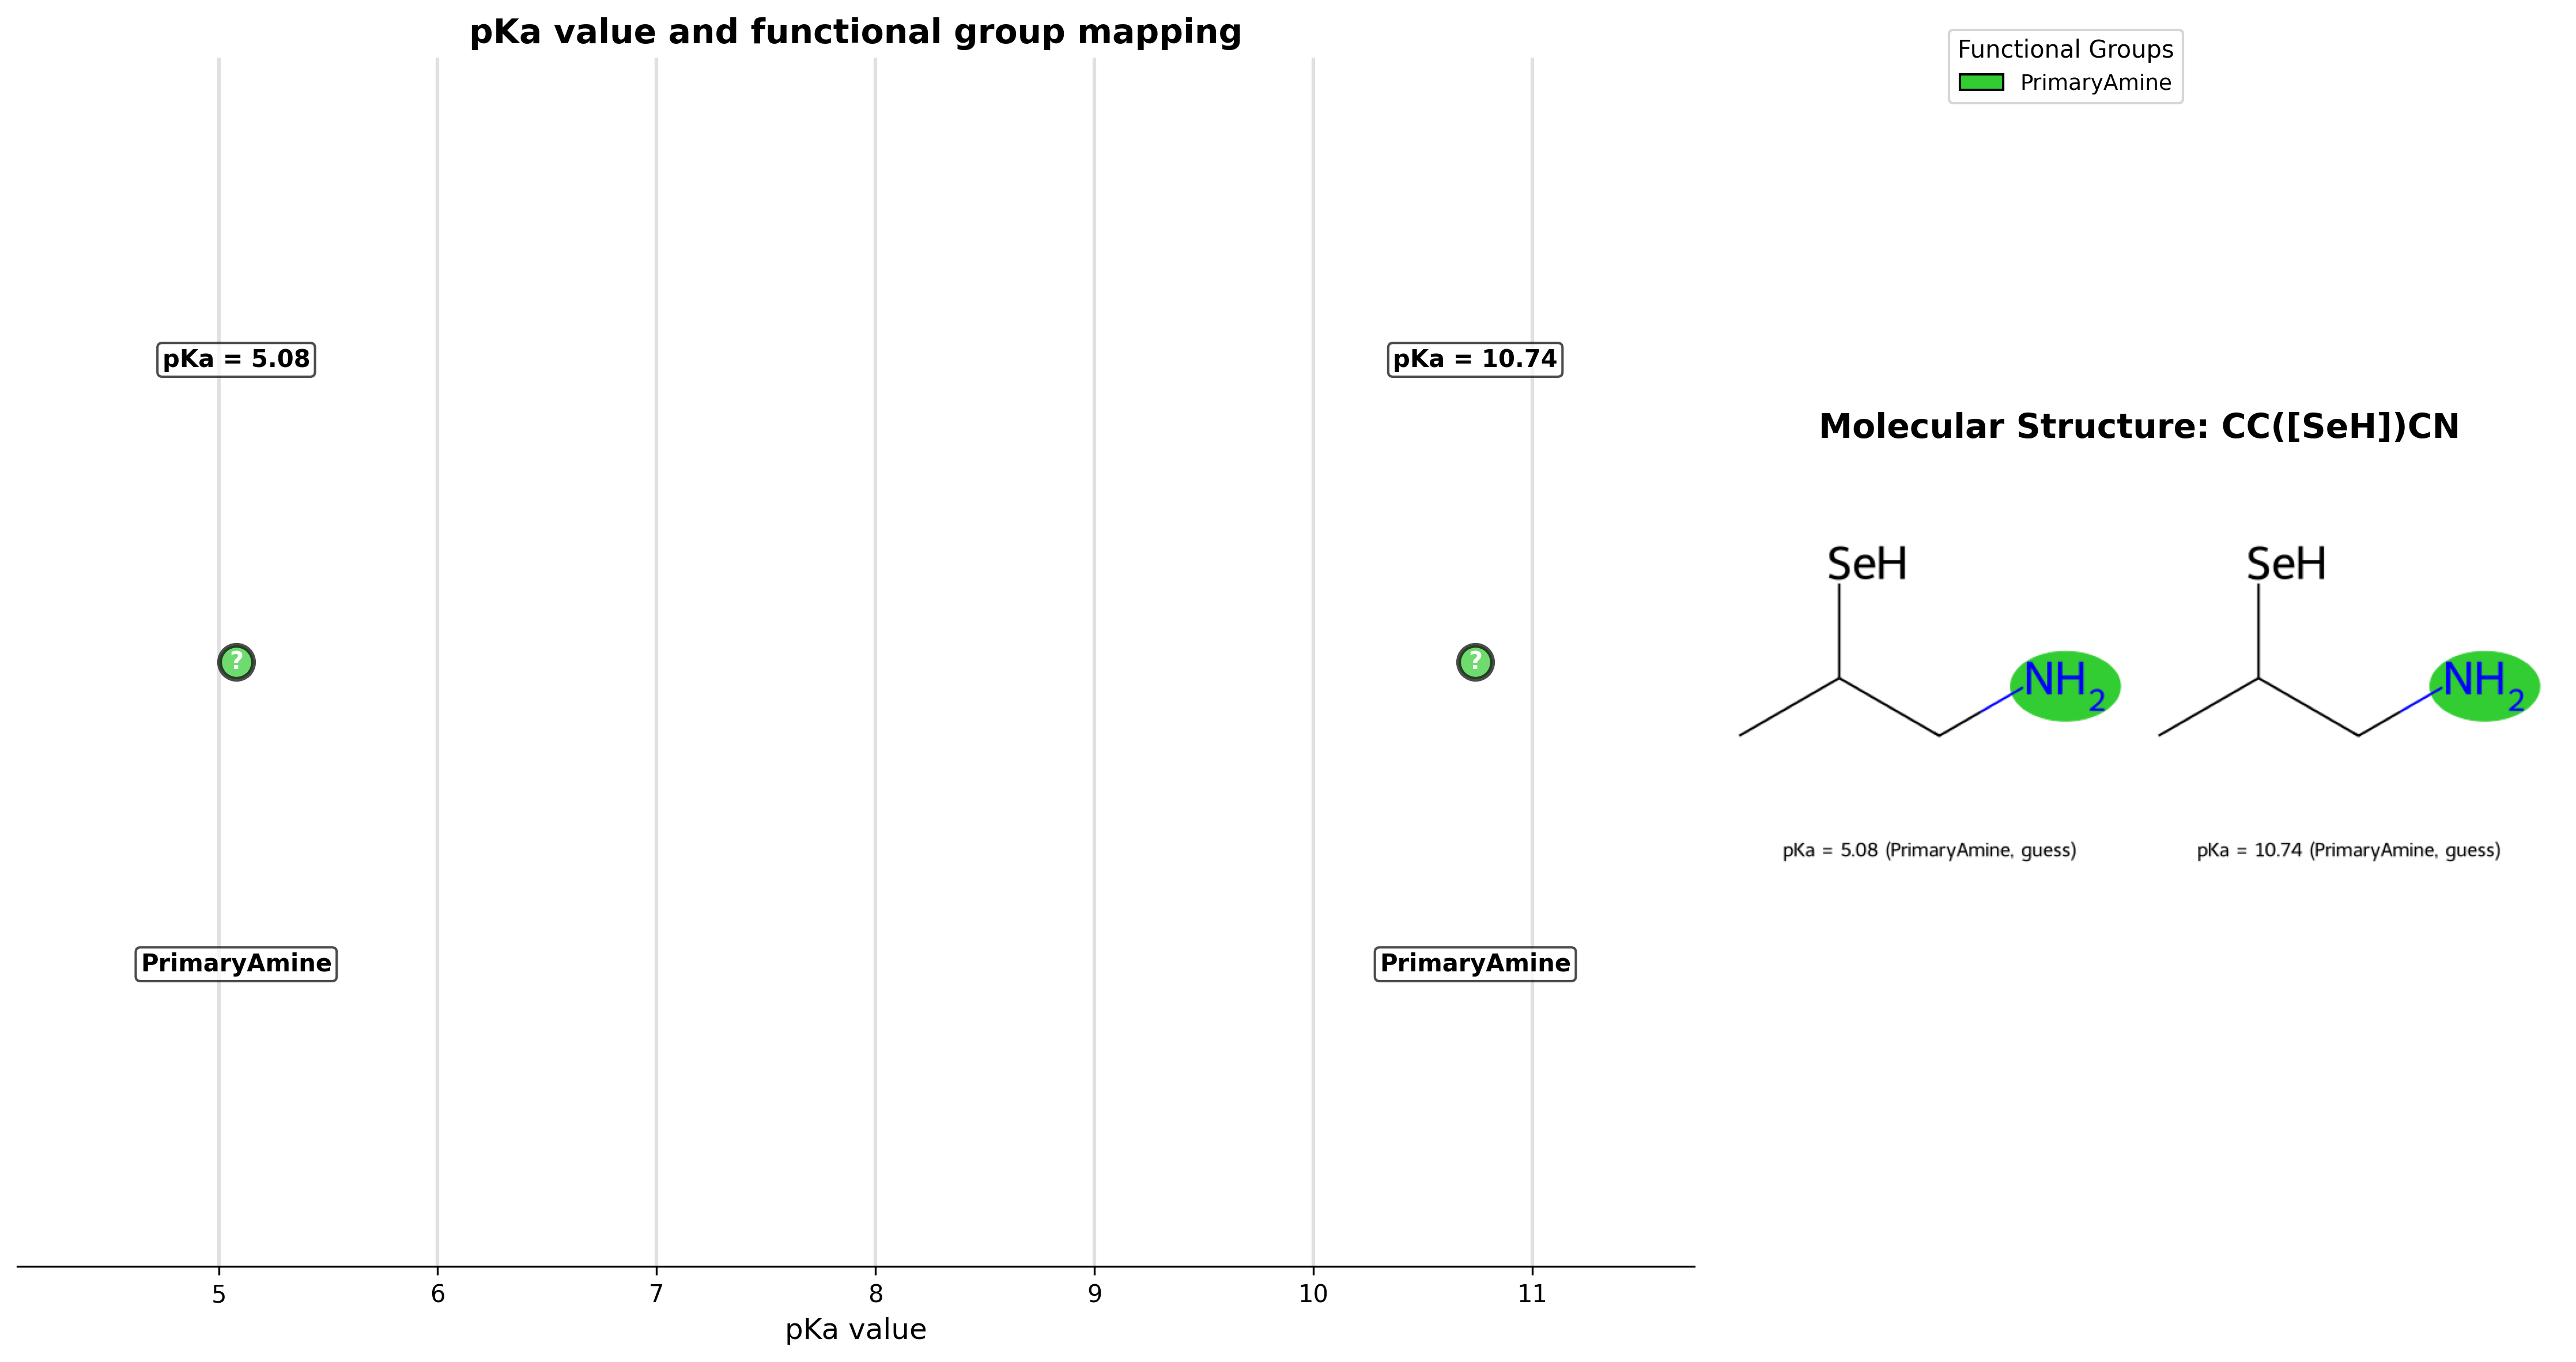 pKa value and functional group mapping
pKa = 5.08
pKa = 10.74
?
?
PrimaryAmine
PrimaryAmine
5
6
7
8
9
10
11
pKa value
Functional Groups
PrimaryAmine
Molecular Structure: CC([SeH])CN
SeH
NH2
SeH
NH2
pKa = 5.08 (PrimaryAmine, guess)
pKa = 10.74 (PrimaryAmine, guess)